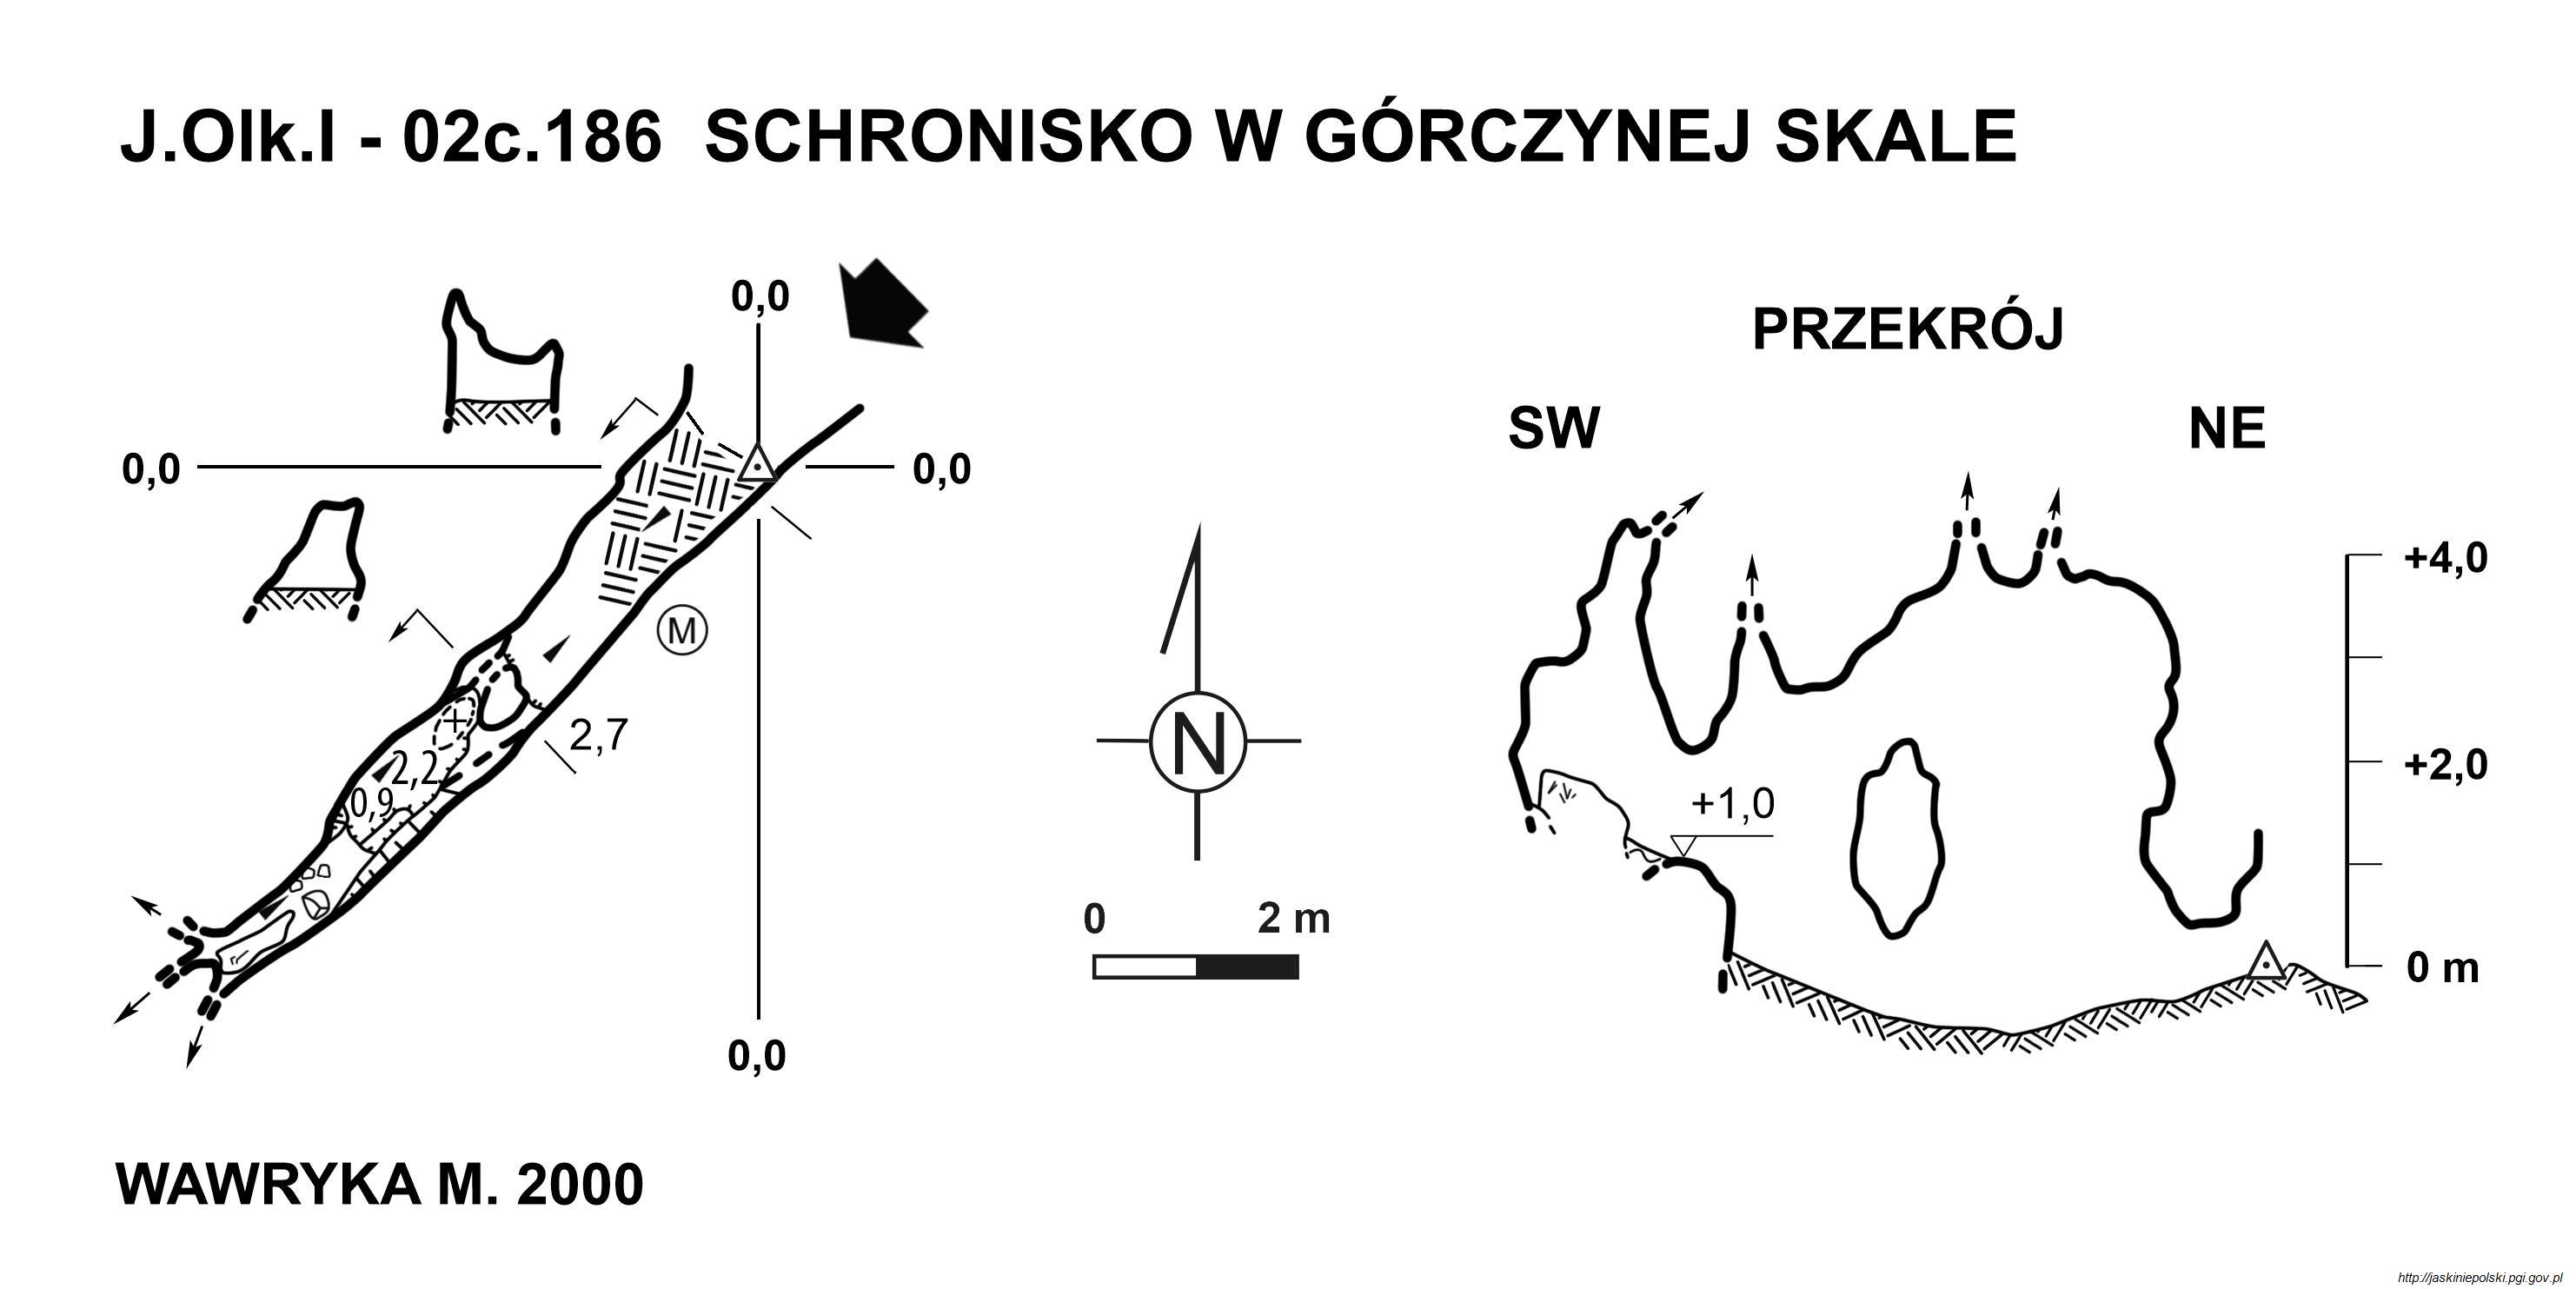 J.Olk.I - 02c.186 SCHRONISKO W GÓRCZYNEJ SKALE
0,0
0,0
0,0
M
2,7
2,2
0,9
0,0
WAWRYKA M. 2000
N
0 2 m
PRZEKRÓJ
SW NE
+4,0
+2,0
+1,0
0 m
http://jaskiniepolski.pgi.gov.pl